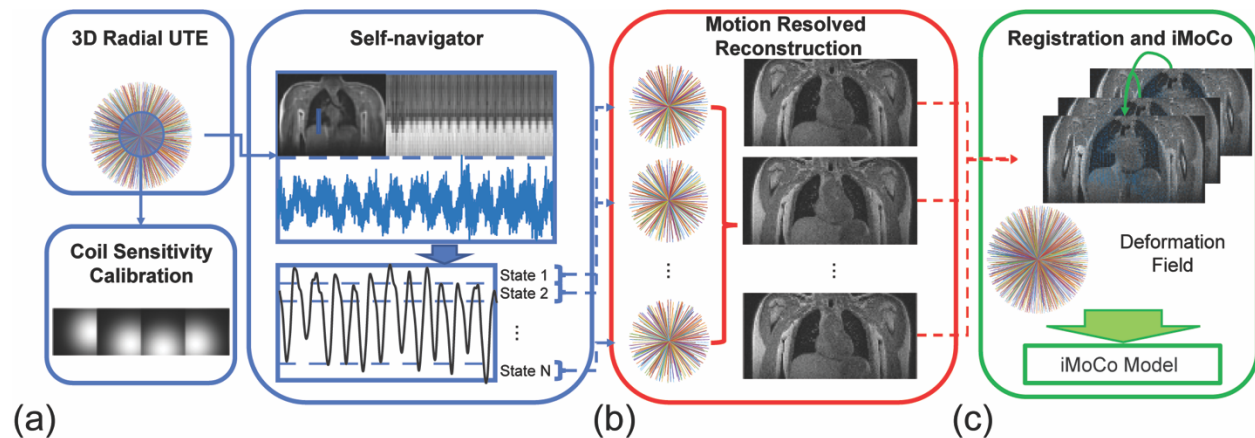 3D Radial UTE
Coil Sensitivity
Calibration
(a)
Self-navigator
State 1
State 2
⋮
State N
Motion Resolved
Reconstruction
⋮
⋮
(b)
Registration and iMoCo
Deformation
Field
iMoCo Model
(c)